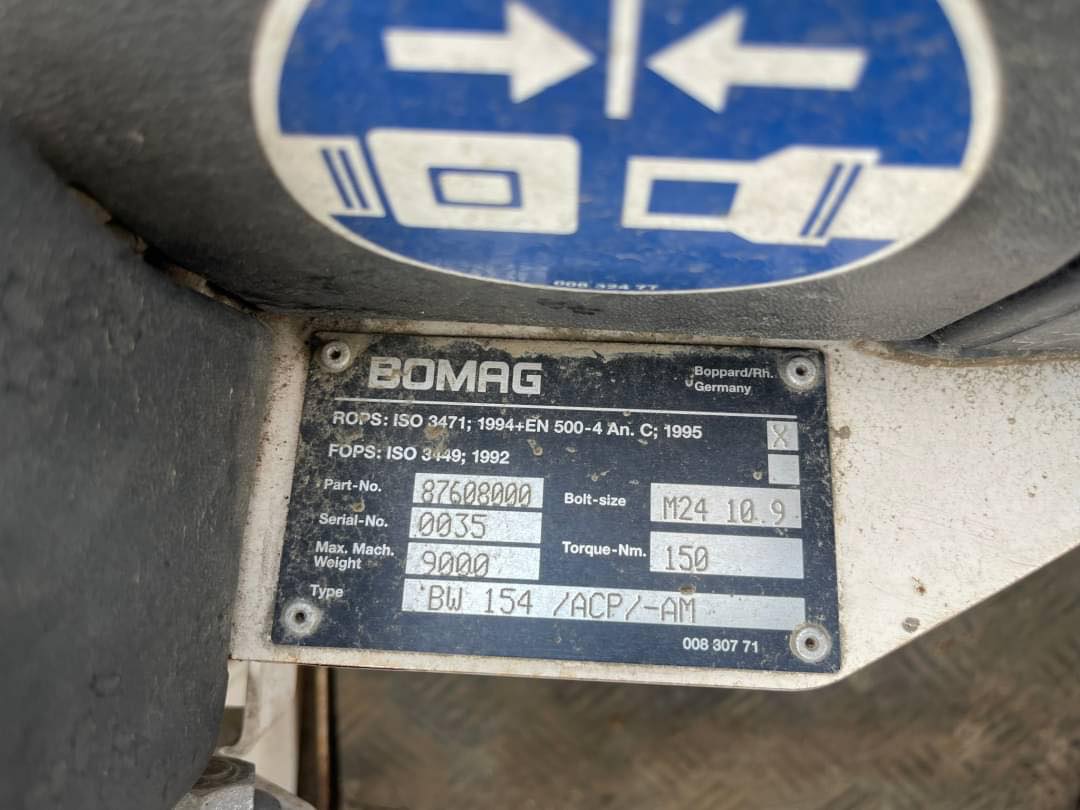 008 324 77
BOMAG
Boppard/Rh.
Germany
ROPS: ISO 3471; 1994+EN 500-4 An. C; 1995 X
FOPS: ISO 3449; 1992
Part-No. 87608000 Bolt-size M24 10.9
Serial-No. 0035
Max. Mach. Weight 9000 Torque-Nm. 150
Type BW 154 /ACP/-AM
008 307 71